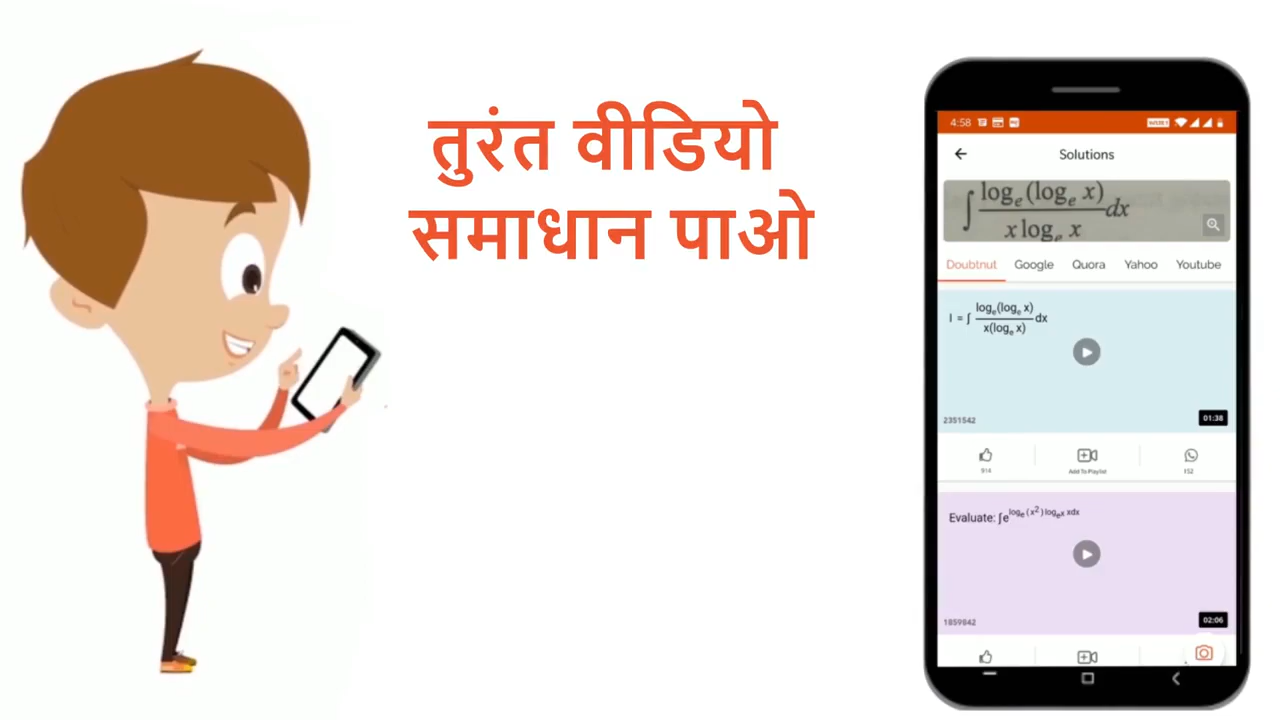 तुरंत वीडियो
समाधान पाओ
4:58
Solutions
∫ logₑ(logₑ x) / x logₑ x dx
Doubtnut Google Quora Yahoo Youtube
I = ∫ logₑ(logₑ x) / x(logₑ x) dx
2351542 01:38
914 Add To Playlist 152
Evaluate: ∫e^logₑ(x²) logₑx xdx
1859842 02:06